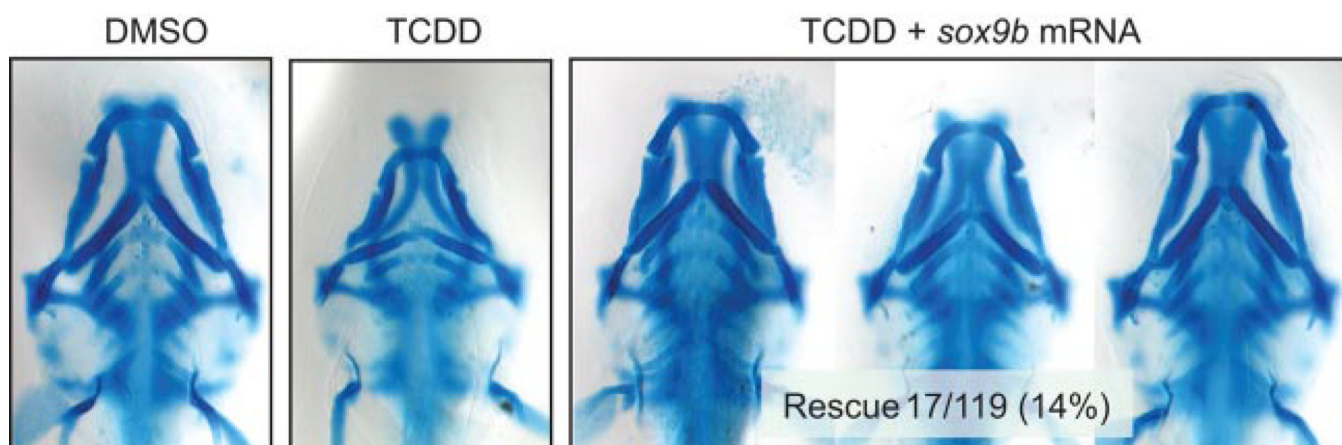 DMSO
TCDD
TCDD + sox9b mRNA
Rescue 17/119 (14%)